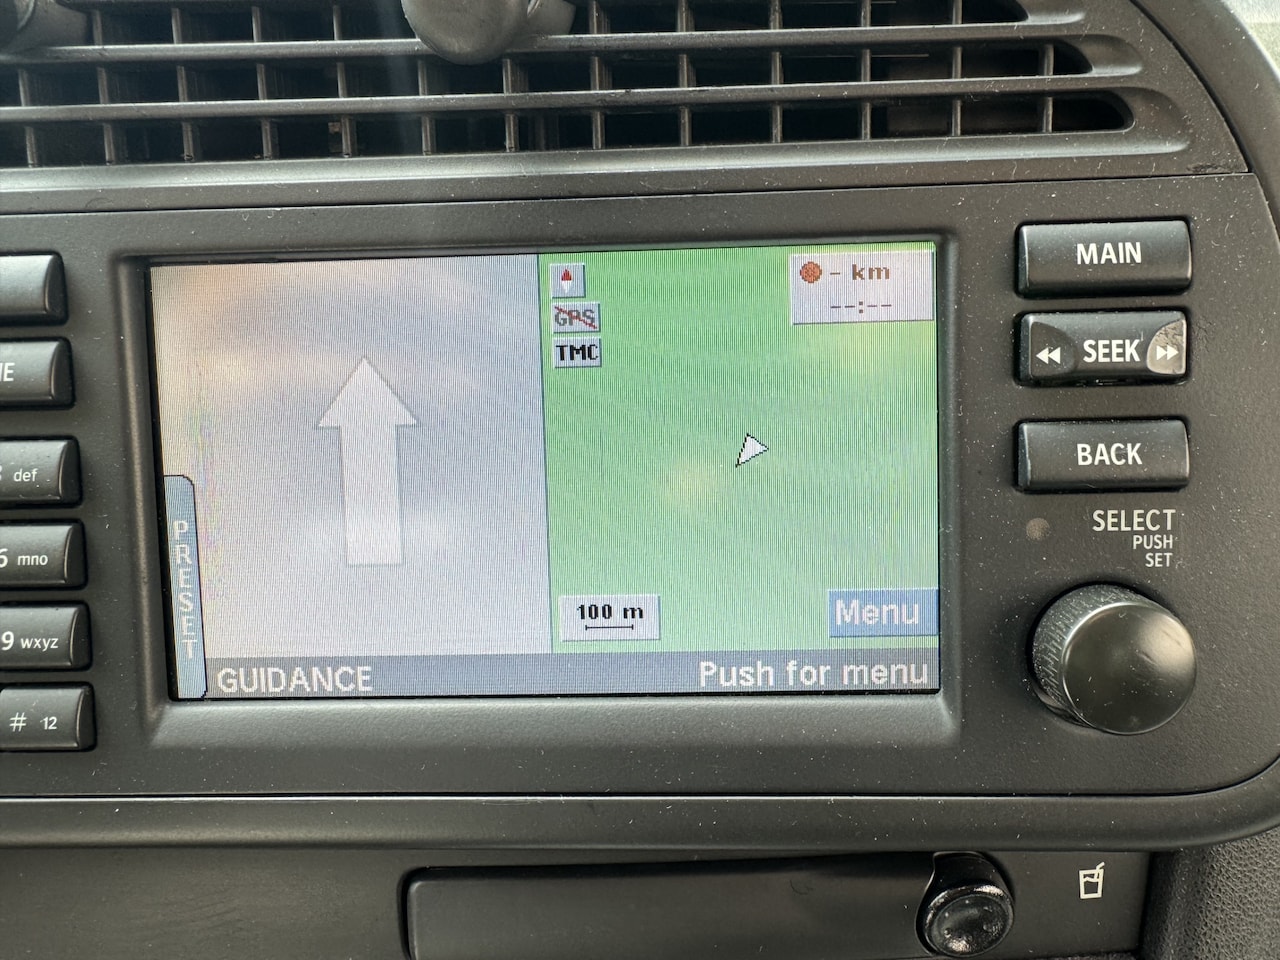 MAIN
- km
--:--
GPS
TMC
SEEK
BACK
def
6 mno
9 wxyz
# 12
PRESET
100 m
Menu
GUIDANCE
Push for menu
SELECT
PUSH
SET